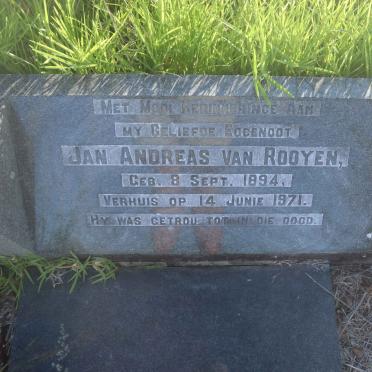 MET MOOI HERINNERINGE AAN
MY GELIEFDE EGGENOOT
JAN ANDREAS VAN ROOYEN,
GEB. 8 SEPT. 1894.
VERHUIS OP 14 JUNIE 1971.
HY WAS GETROU TOT IN DIE DOOD.